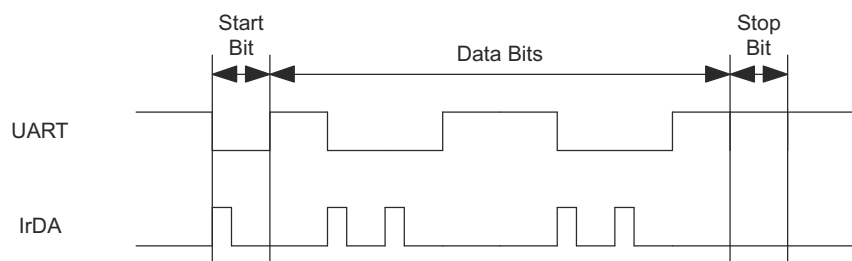 Start
Bit
Data Bits
Stop
Bit
UART
IrDA